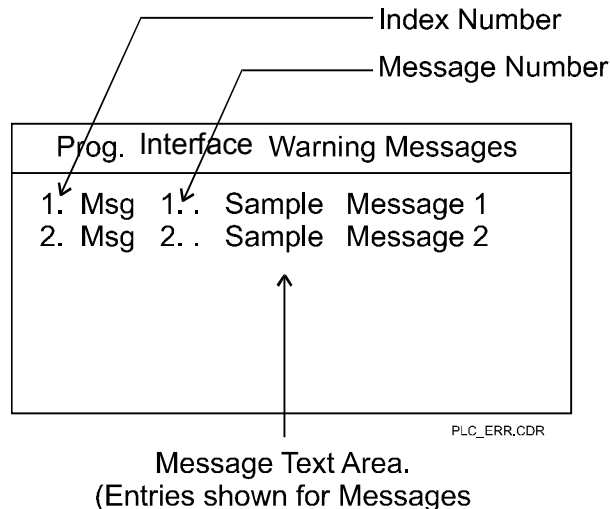 Index Number
Message Number
Prog. Interface Warning Messages
1. Msg 1. . Sample Message 1
2. Msg 2. . Sample Message 2
PLC_ERR.CDR
Message Text Area.
(Entries shown for Messages